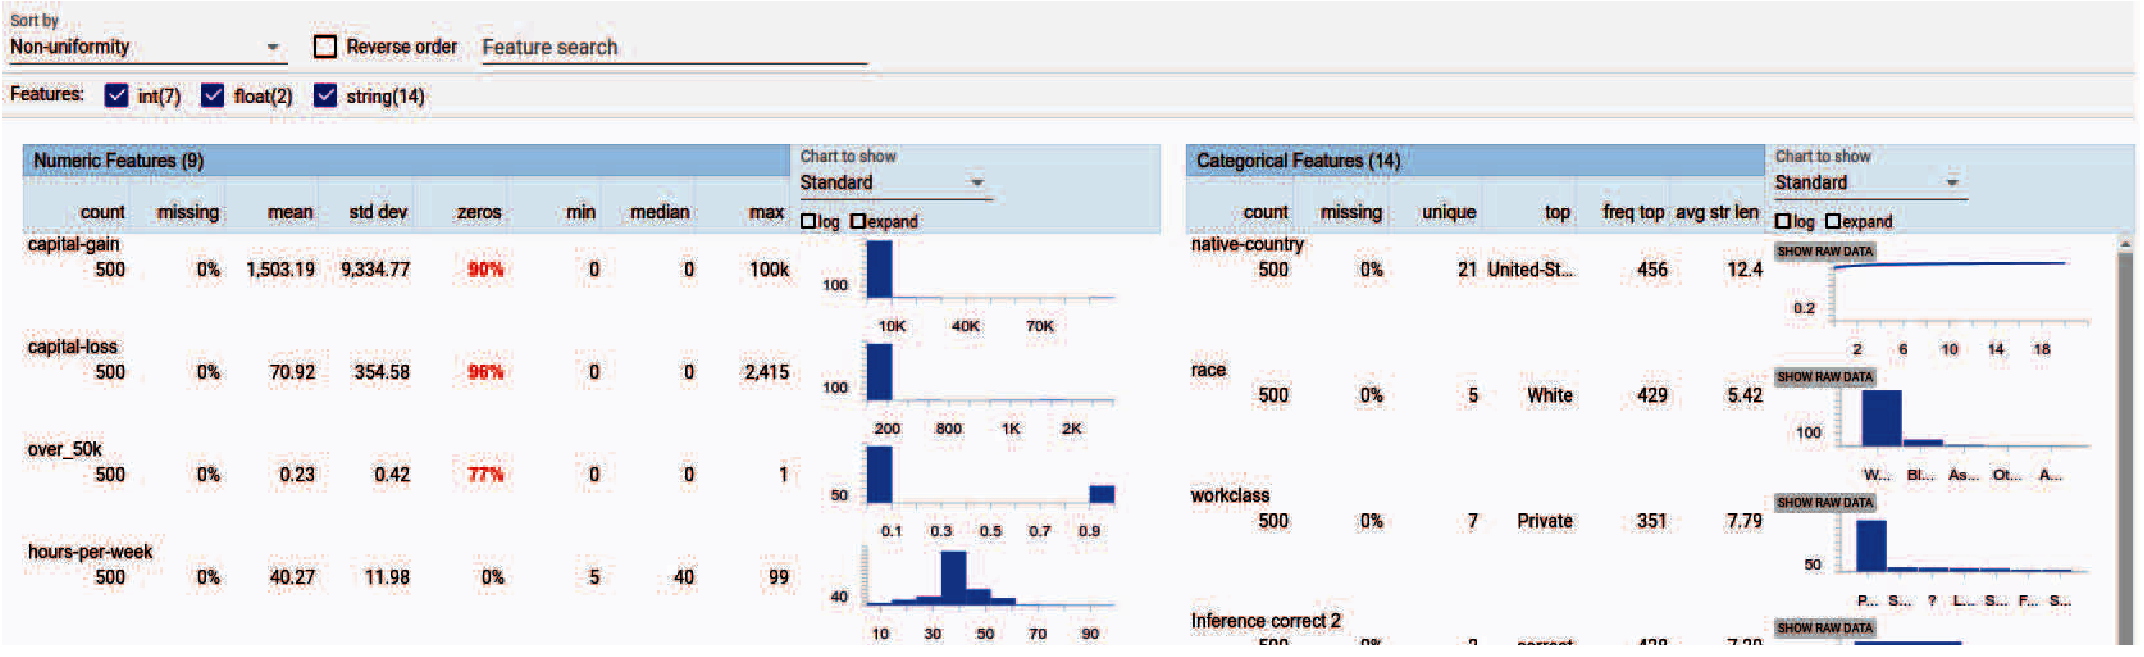 Sort by
Non-uniformity
Reverse order
Feature search
Features: int(7) float(2) string(14)
Numeric Features (9)
Chart to show
Standard
count missing mean std dev zeros min median max
log expand
capital-gain
500 0% 1,503.19 9,334.77 90% 0 0 100k
100
10K 40K 70K
capital-loss
500 0% 70.92 354.58 0 0 2,415
100
200 800 1K 2K
over_50k
500 0% 0.23 0.42 77% 0 0 1
50
0.1 0.3 0.5 0.7 0.9
hours-per-week
500 0% 40.27 11.98 0% 5 40 99
40
10 30 50 70 90
Categorical Features (14)
Chart to show
Standard
count missing unique top freq top avg str len
log expand
native-country
SHOW RAW DATA
500 0% 21 United-St... 456 12.4
0.2
2 6 10 14 18
race
SHOW RAW DATA
500 0% 5 White 429 5.42
100
W... Bl... As... Ot... A...
workclass
SHOW RAW DATA
500 0% 7 Private 351 7.79
50
P... S... ? L... S... F... S...
Inference correct 2
SHOW RAW DATA